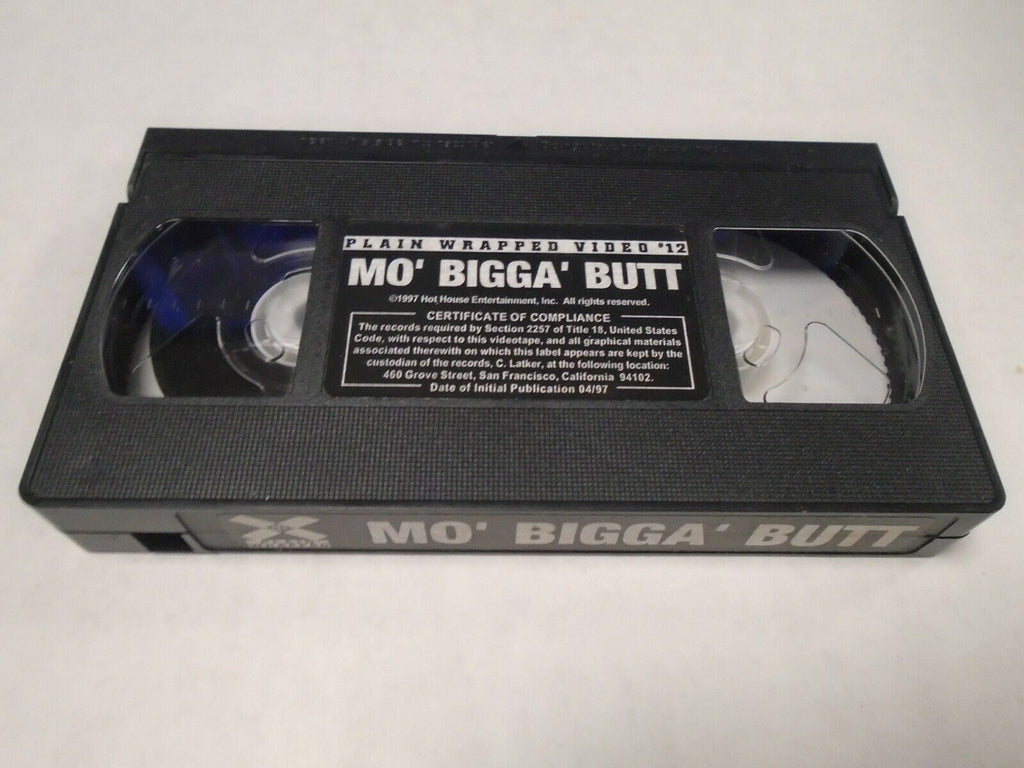 PLAIN WRAPPED VIDEO #12
MO' BIGGA' BUTT
©1997 Hot House Entertainment, Inc. All rights reserved.
CERTIFICATE OF COMPLIANCE
The records required by Section 2257 of Title 18, United States
Code, with respect to this videotape, and all graphical materials
associated therewith on which this label appears are kept by the
custodian of the records, C. Latker, at the following location:
460 Grove Street, San Francisco, California 94102.
Date of Initial Publication 04/97
MO' BIGGA' BUTT